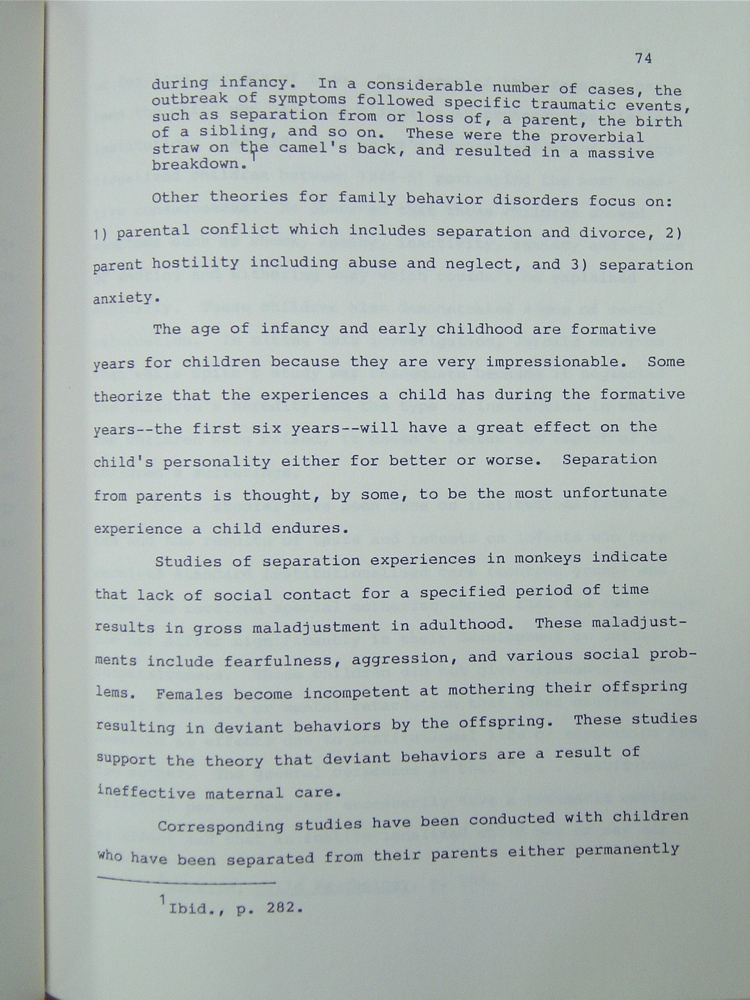 74
during infancy.  In a considerable number of cases, the
outbreak of symptoms followed specific traumatic events,
such as separation from or loss of, a parent, the birth
of a sibling, and so on.  These were the proverbial
straw on the camel's back, and resulted in a massive
breakdown.1
Other theories for family behavior disorders focus on:
1) parental conflict which includes separation and divorce, 2)
parent hostility including abuse and neglect, and 3) separation
anxiety.
The age of infancy and early childhood are formative
years for children because they are very impressionable.  Some
theorize that the experiences a child has during the formative
years--the first six years--will have a great effect on the
child's personality either for better or worse.  Separation
from parents is thought, by some, to be the most unfortunate
experience a child endures.
Studies of separation experiences in monkeys indicate
that lack of social contact for a specified period of time
results in gross maladjustment in adulthood.  These maladjust-
ments include fearfulness, aggression, and various social prob-
lems.  Females become incompetent at mothering their offspring
resulting in deviant behaviors by the offspring.  These studies
support the theory that deviant behaviors are a result of
ineffective maternal care.
Corresponding studies have been conducted with children
who have been separated from their parents either permanently
1Ibid., p. 282.